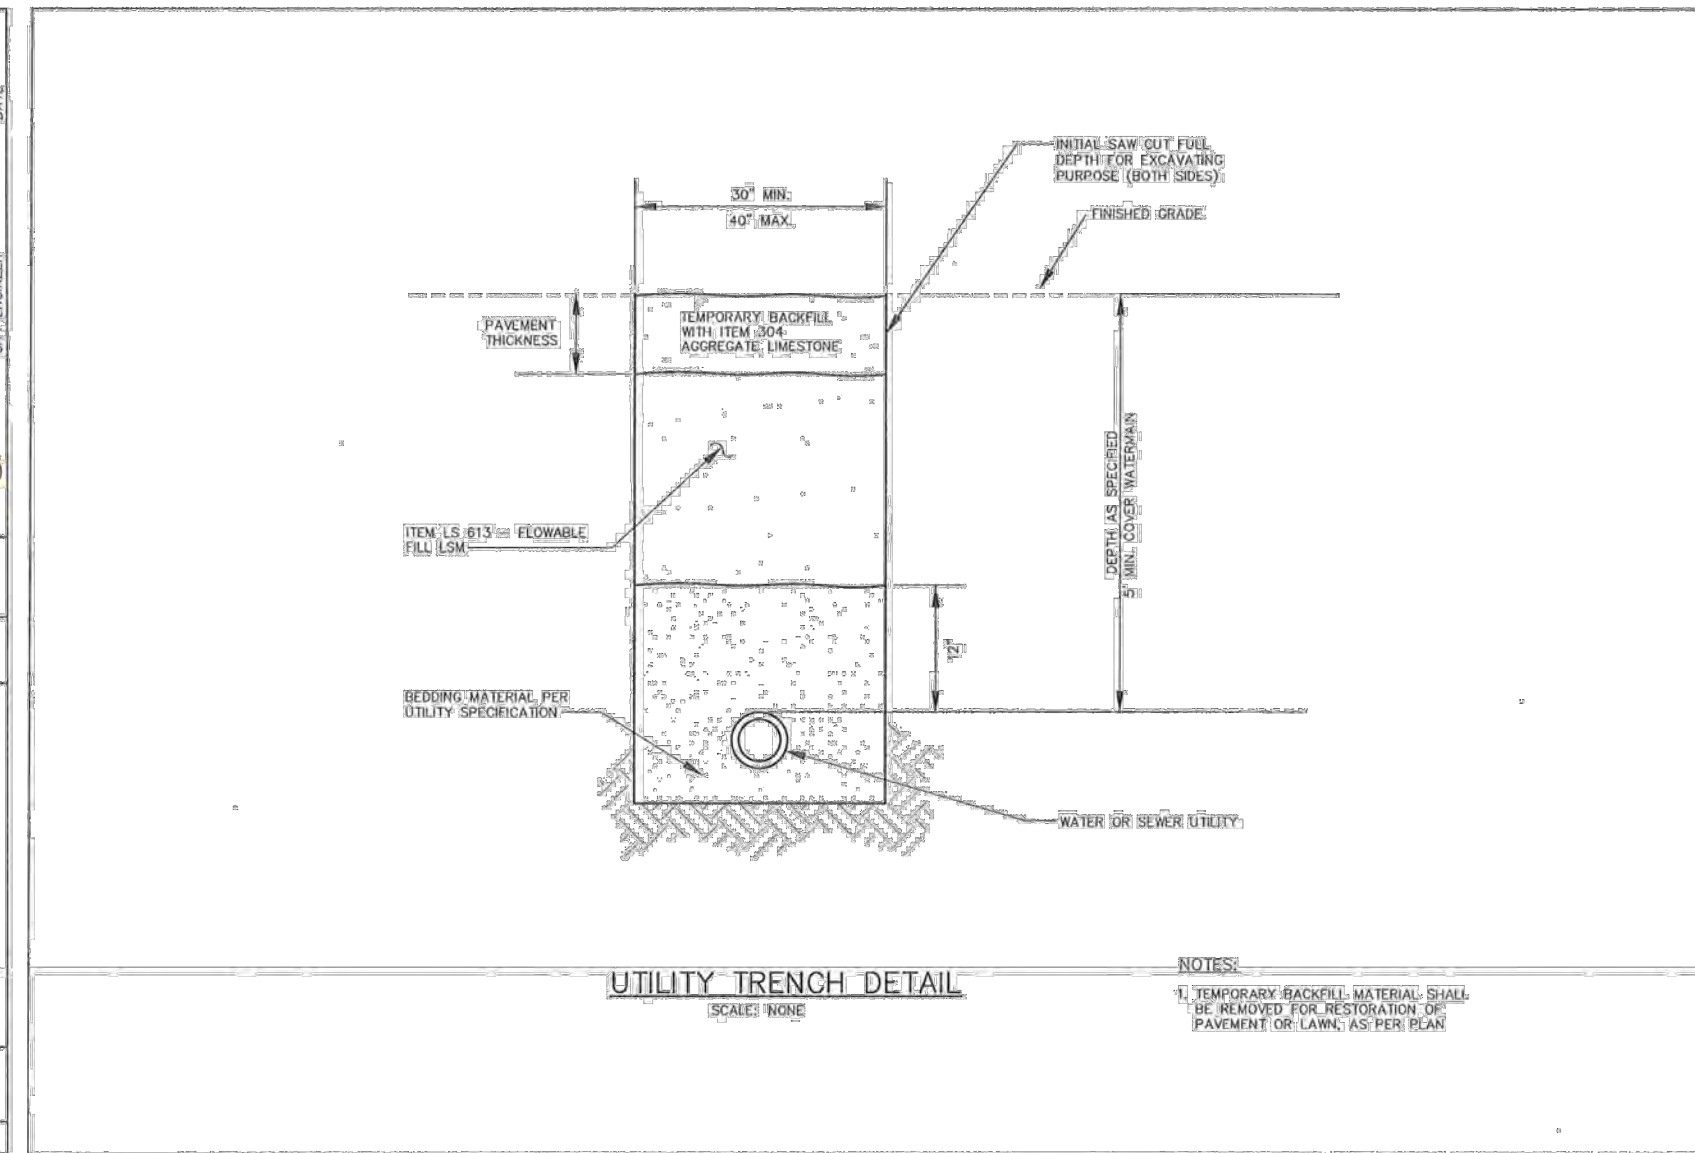 INITIAL SAW CUT FULL
DEPTH FOR EXCAVATING
PURPOSE (BOTH SIDES)
30" MIN.
40" MAX.
FINISHED GRADE
PAVEMENT
THICKNESS
TEMPORARY BACKFILL
WITH ITEM 304
AGGREGATE LIMESTONE
DEPTH AS SPECIFIED
5' MIN. COVER WATERMAIN
ITEM LS 613 - FLOWABLE
FILL LSM
12"
BEDDING MATERIAL PER
UTILITY SPECIFICATION
WATER OR SEWER UTILITY
UTILITY TRENCH DETAIL
SCALE: NONE
NOTES:
1. TEMPORARY BACKFILL MATERIAL SHALL
BE REMOVED FOR RESTORATION OF
PAVEMENT OR LAWN, AS PER PLAN